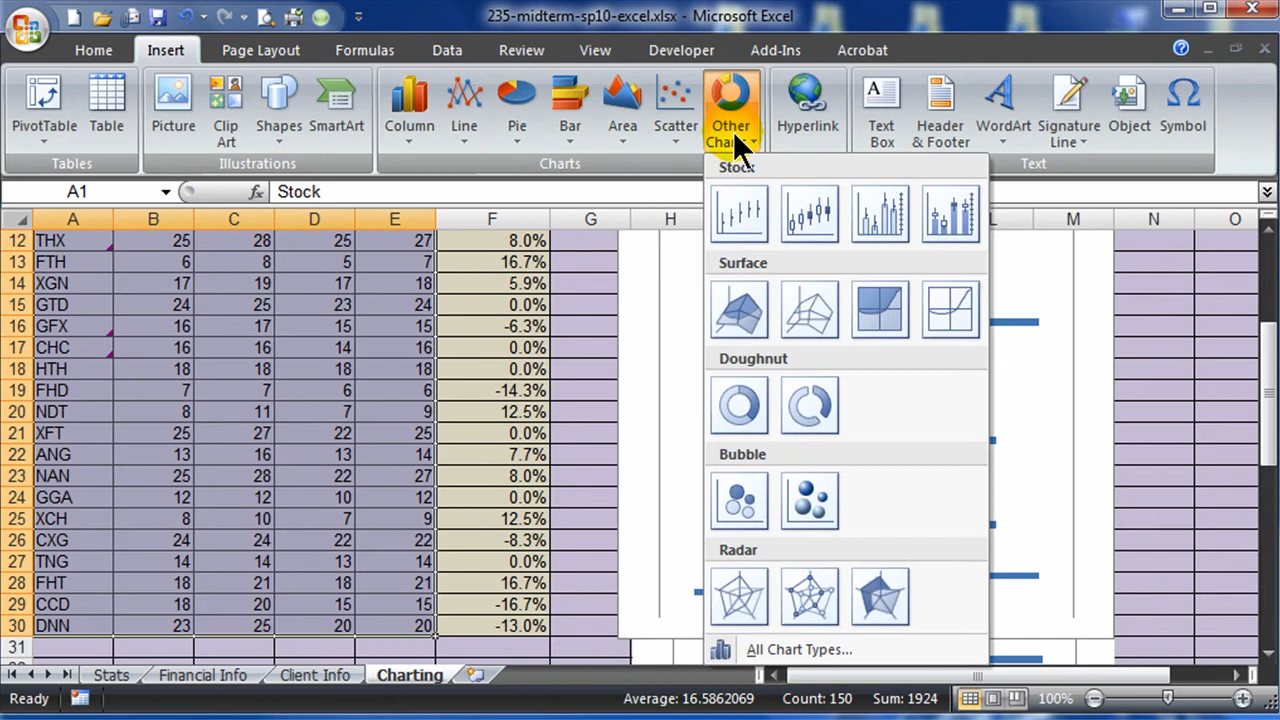 235-midterm-sp10-excel.xlsx - Microsoft Excel
Home Insert Page Layout Formulas Data Review View Developer Add-Ins Acrobat
PivotTable Table Picture Clip Art Shapes SmartArt Column Line Pie Bar Area Scatter Other Charts Hyperlink Text Box Header & Footer WordArt Signature Line Object Symbol
Tables Illustrations Charts Text
A1 fx Stock
A B C D E F G H L M N O
12 THX 25 28 25 27 8.0%
13 FTH 6 8 5 7 16.7%
14 XGN 17 19 17 18 5.9%
15 GTD 24 25 23 24 0.0%
16 GFX 16 17 15 15 -6.3%
17 CHC 16 16 14 16 0.0%
18 HTH 18 18 18 18 0.0%
19 FHD 7 7 6 6 -14.3%
20 NDT 8 11 7 9 12.5%
21 XFT 25 27 22 25 0.0%
22 ANG 13 16 13 14 7.7%
23 NAN 25 28 22 27 8.0%
24 GGA 12 12 10 12 0.0%
25 XCH 8 10 7 9 12.5%
26 CXG 24 24 22 22 -8.3%
27 TNG 14 14 13 14 0.0%
28 FHT 18 21 18 21 16.7%
29 CCD 18 20 15 15 -16.7%
30 DNN 23 25 20 20 -13.0%
31
Stock
Surface
Doughnut
Bubble
Radar
All Chart Types...
Stats Financial Info Client Info Charting
Ready Average: 16.5862069 Count: 150 Sum: 1924 100%